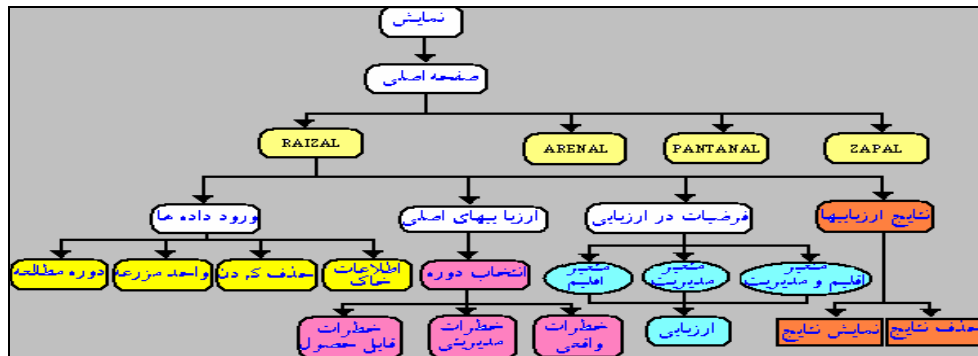 نمایش
صفحه اصلی
RAIZAL
ARENAL
PANTANAL
ZAPAL
ورود داده ها
ارزیا بیهای اصلی
فرضیات در ارزیابی
نتایج ارزیابیها
دوره مطالعه
واحد مزرعه
حذف کردن
اطلاعات
خاک
انتخاب دوره
متغیر
اقلیم
متغیر
مدیریت
متغیر
اقلیم و مدیریت
خطرات
قابل حصول
خطرات
مدیریتی
خطرات
واقعی
ارزیابی
نمایش نتایج
حذف نتایج